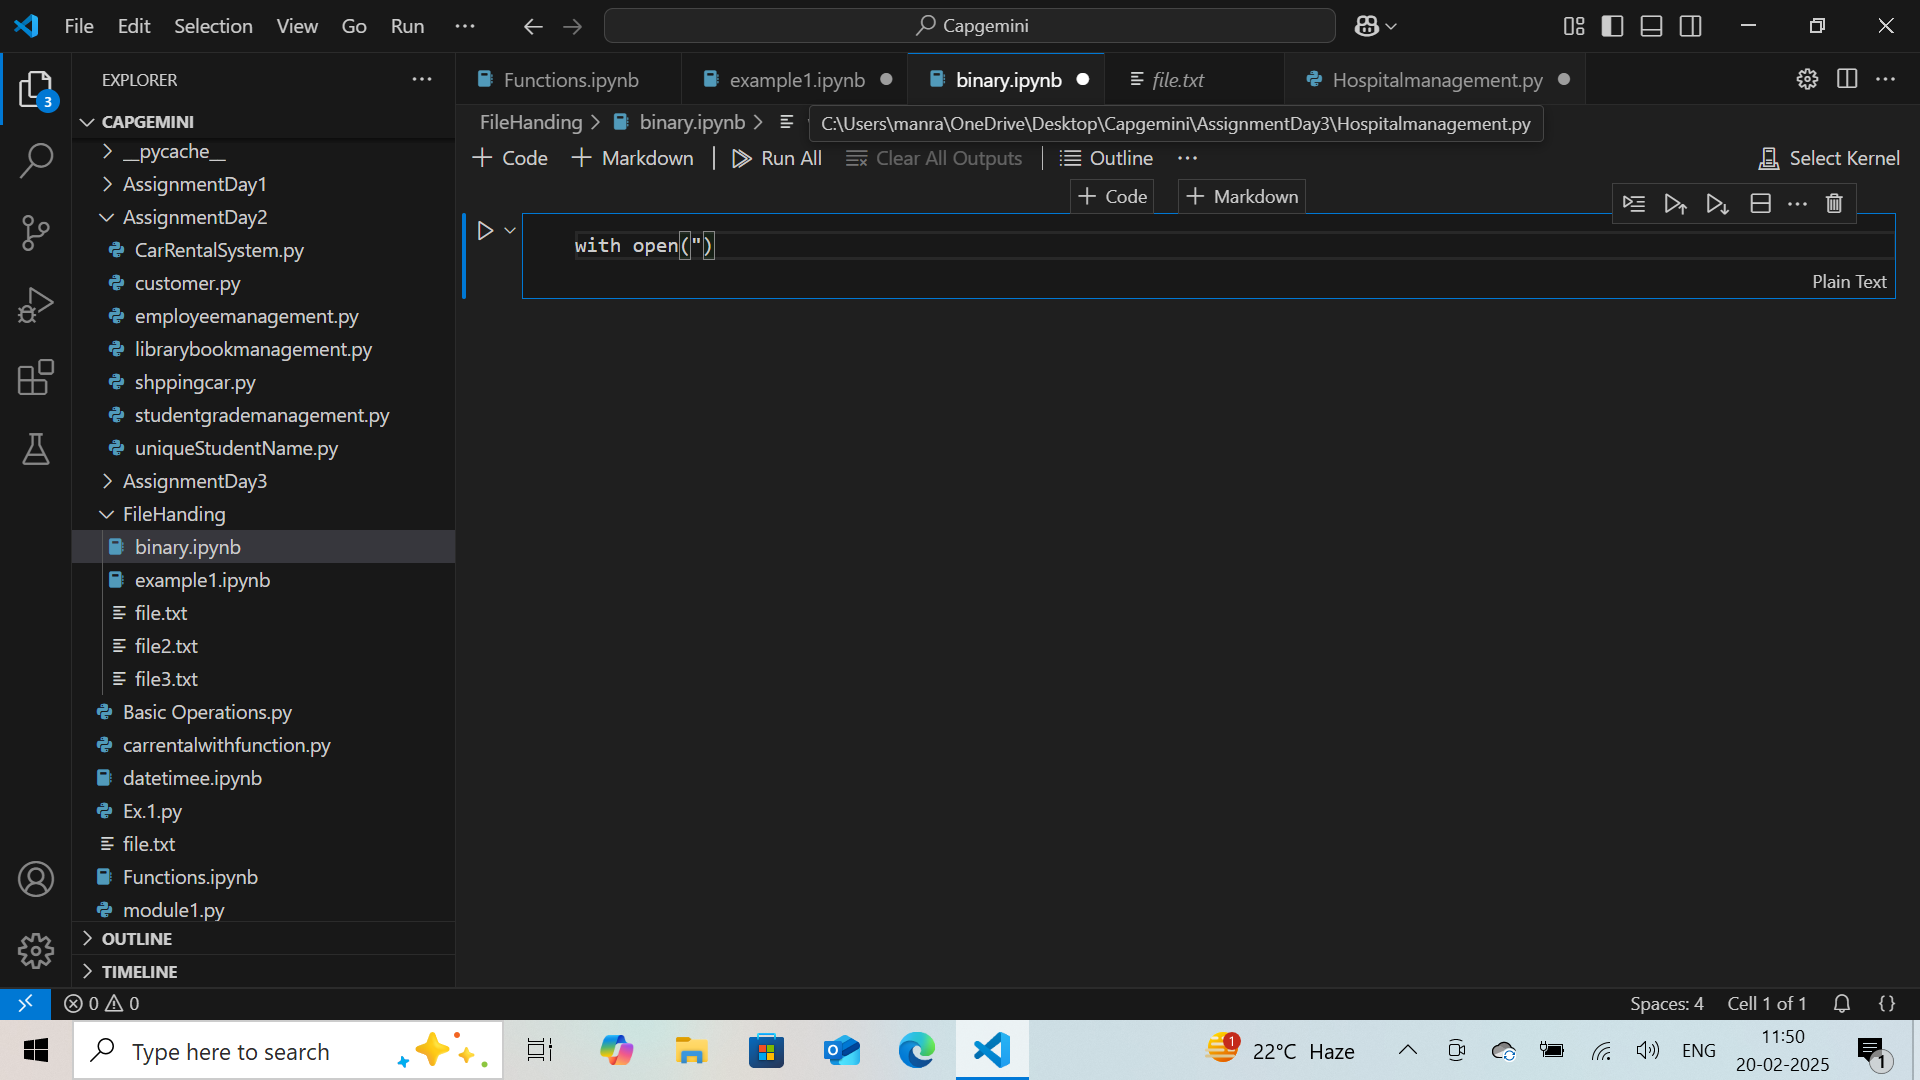 File Edit Selection View Go Run
Capgemini
EXPLORER
3
Functions.ipynb
example1.ipynb
binary.ipynb
file.txt
Hospitalmanagement.py
CAPGEMINI
FileHanding
binary.ipynb
C:\Users\manra\OneDrive\Desktop\Capgemini\AssignmentDay3\Hospitalmanagement.py
Code
Markdown
Run All
Clear All Outputs
Outline
Select Kernel
Code
Markdown
with open(")
Plain Text
__pycache__
AssignmentDay1
AssignmentDay2
CarRentalSystem.py
customer.py
employeemanagement.py
librarybookmanagement.py
shppingcar.py
studentgrademanagement.py
uniqueStudentName.py
AssignmentDay3
FileHanding
binary.ipynb
example1.ipynb
file.txt
file2.txt
file3.txt
Basic Operations.py
carrentalwithfunction.py
datetimee.ipynb
Ex.1.py
file.txt
Functions.ipynb
module1.py
OUTLINE
TIMELINE
0 0
Spaces: 4
Cell 1 of 1
Type here to search
1
22°C Haze
ENG
11:50
20-02-2025
1